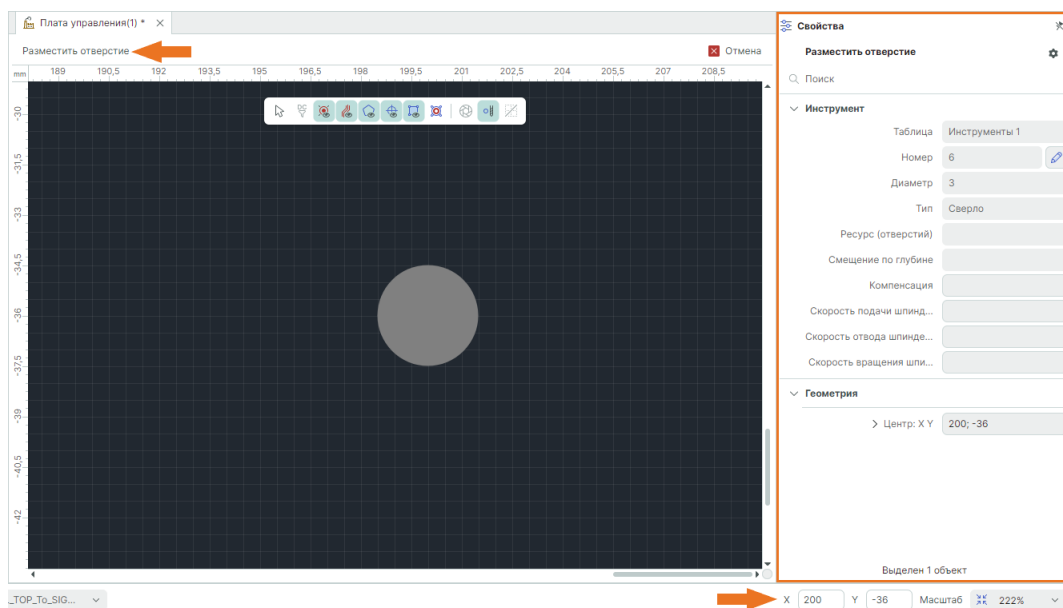 Плата управления(1) *
Разместить отверстие
Отмена
mm 189 190,5 192 193,5 195 196,5 198 199,5 201 202,5 204 205,5 207 208,5
-30
-31,5
-33
-34,5
-36
-37,5
-39
-40,5
-42
Свойства
Разместить отверстие
Поиск
Инструмент
Таблица Инструменты 1
Номер 6
Диаметр 3
Тип Сверло
Ресурс (отверстий)
Смещение по глубине
Компенсация
Скорость подачи шпинд...
Скорость отвода шпинде...
Скорость вращения шпи...
Геометрия
Центр: X Y 200; -36
Выделен 1 объект
_TOP_To_SIG...
X 200 Y -36 Масштаб 222%